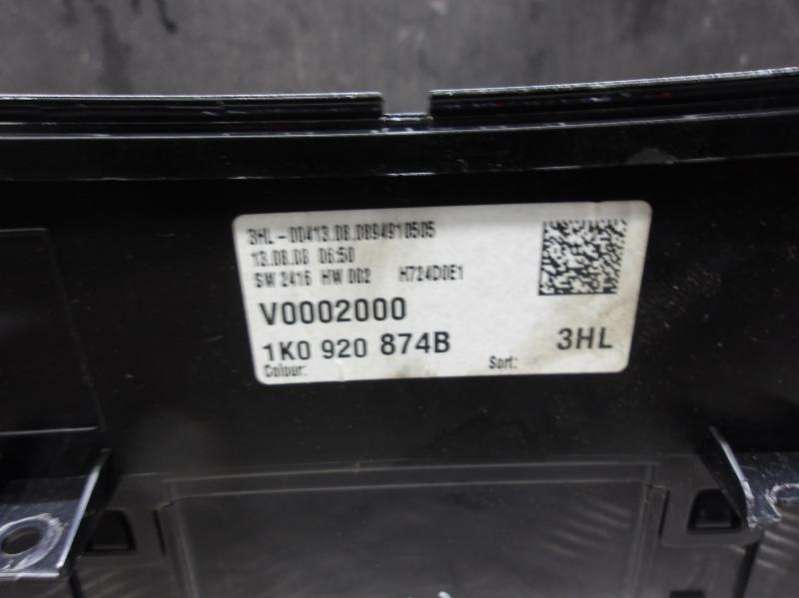 3HL-00413.08.0894910505
13.08.08 06:50
SW 2416 HW 002 H724D0E1
V0002000
1K0 920 874B 3HL
Colour: Sort: